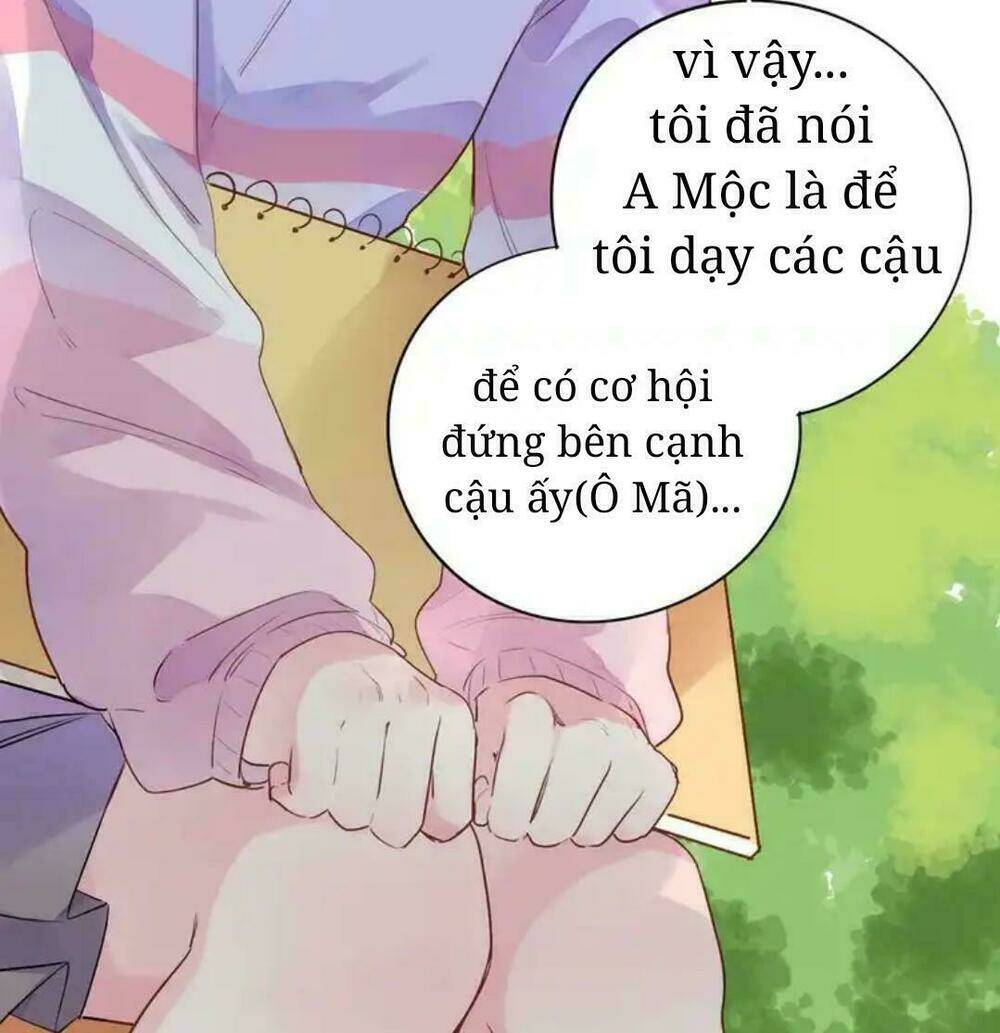 vì vậy...
tôi đã nói
A Mộc là để
tôi dạy các cậu
để có cơ hội
đứng bên cạnh
cậu ấy(Ô Mã)...